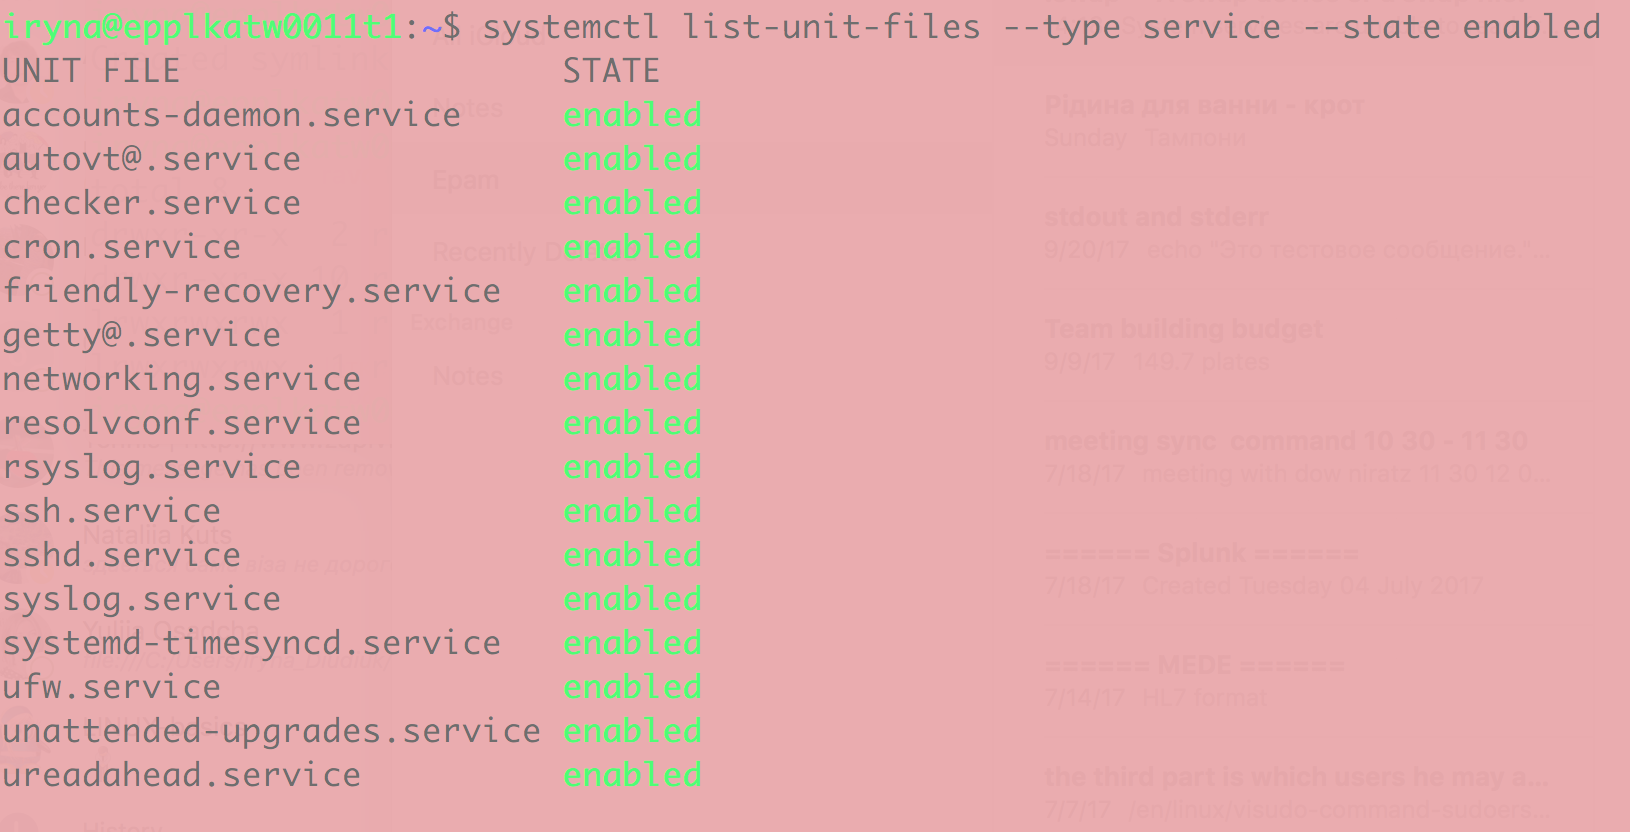 iryna@epplkatw0011t1:~$ systemctl list-unit-files --type service --state enabled
UNIT FILE STATE
accounts-daemon.service enabled
autovt@.service enabled
checker.service enabled
cron.service enabled
friendly-recovery.service enabled
getty@.service enabled
networking.service enabled
resolvconf.service enabled
rsyslog.service enabled
ssh.service enabled
sshd.service enabled
syslog.service enabled
systemd-timesyncd.service enabled
ufw.service enabled
unattended-upgrades.service enabled
ureadahead.service enabled
All iCloud
Notes
Epam
Recently
Exchange
Notes
Nataliia Kuts
Yuliia Osadcha
History
Рідина для ванни - крот
Sunday Тампони
stdout and stderr
9/20/17 echo "Это тестовое сообщение."...
Team building budget
9/9/17 149.7 plates
meeting sync command 10 30 - 11 30
7/18/17 meeting with dow niratz 11 30 12 0...
====== Splunk ======
7/18/17 Created Tuesday 04 July 2017
====== MEDE ======
7/14/17 HL7 format
the third part is which users he may a...
7/7/17 /en/linux/visudo-command-sudoers...